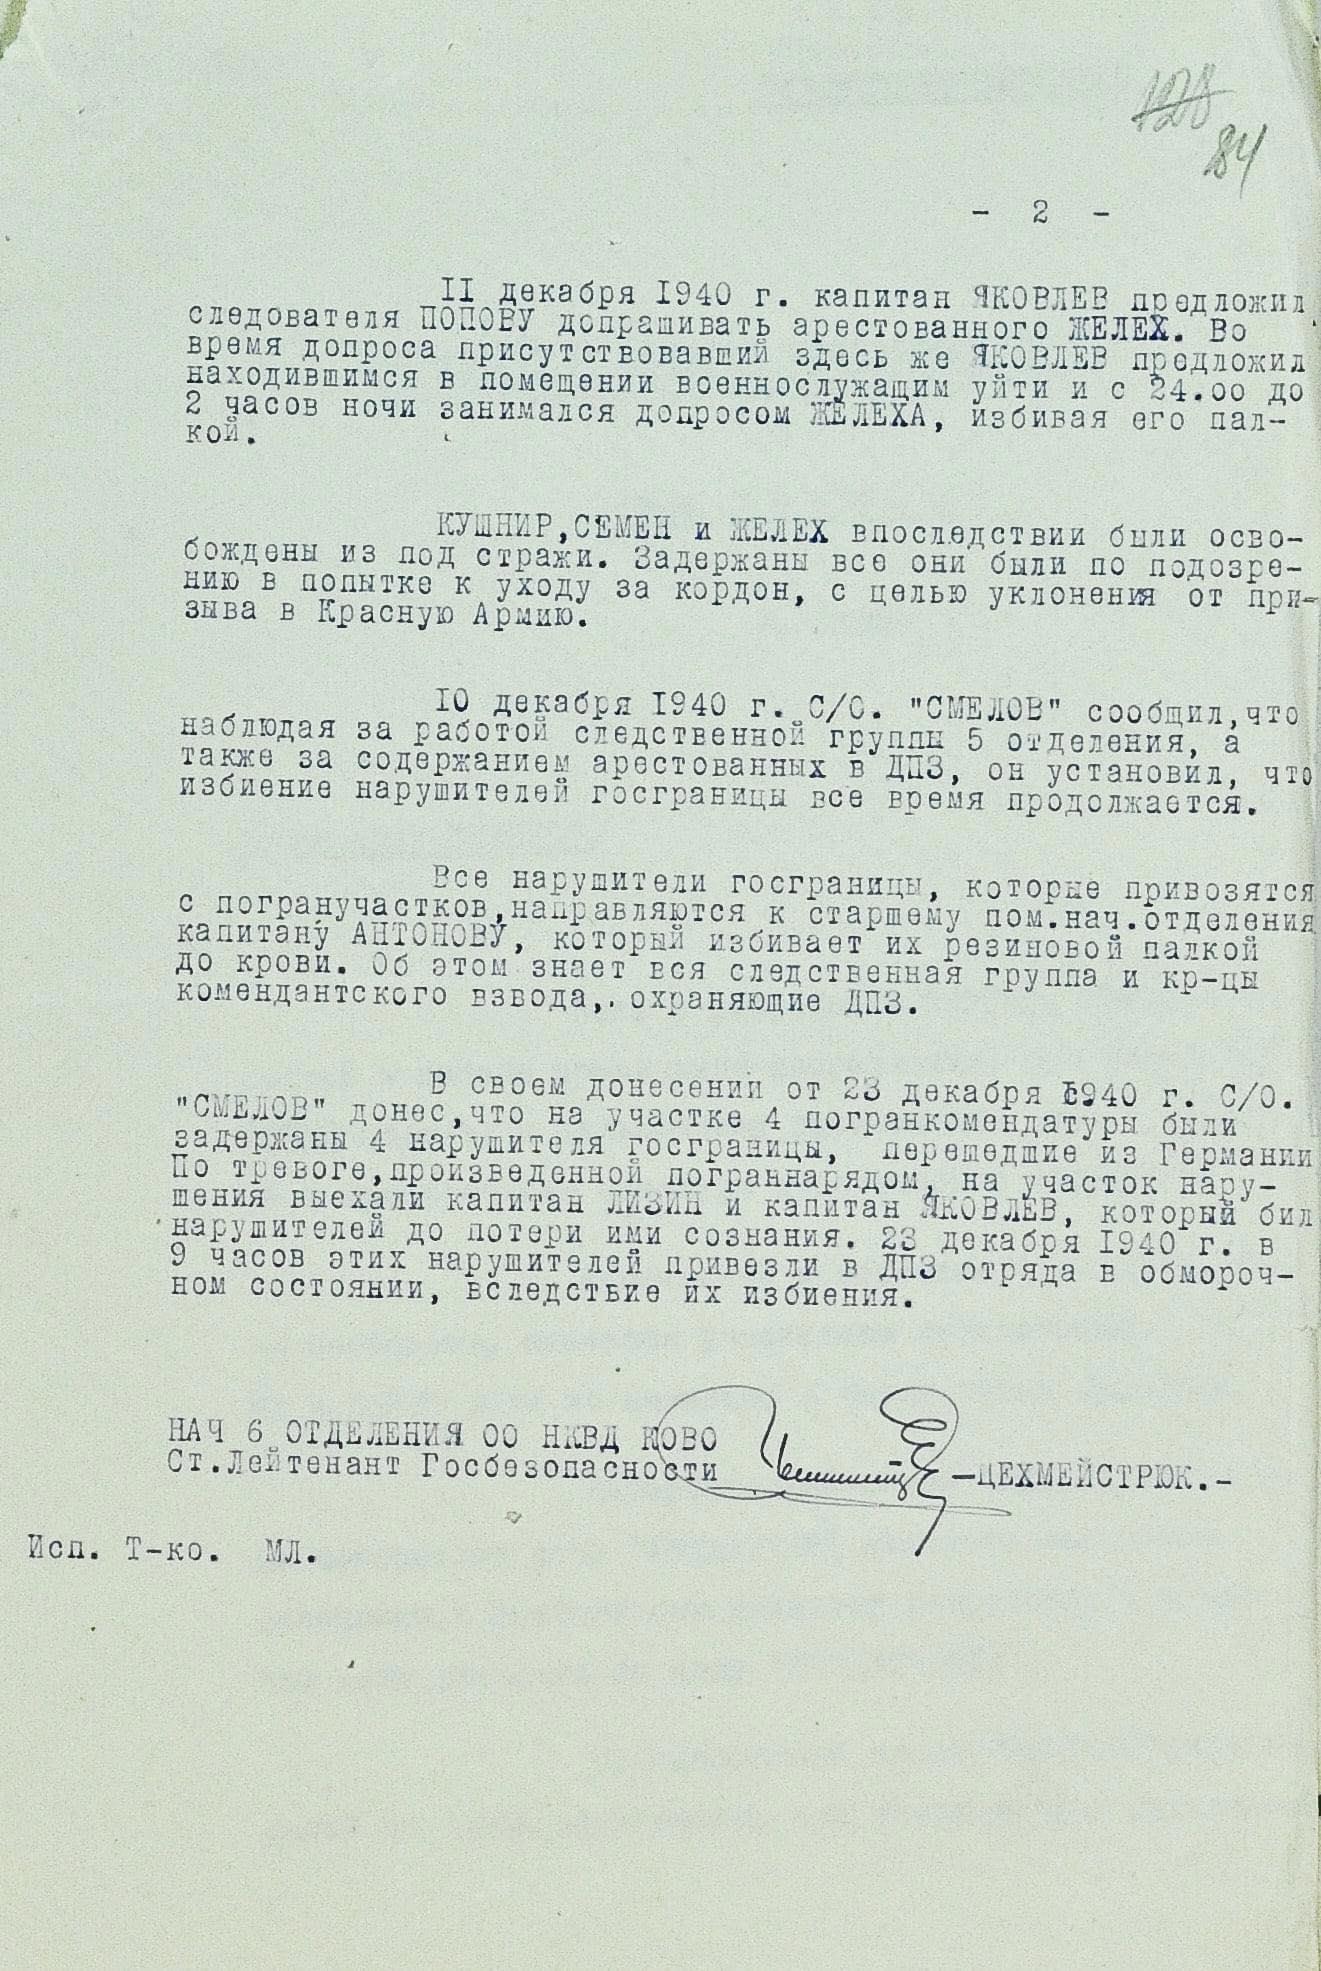 128
84
- 2 -
II декабря I940 г. капитан ЯКОВЛЕВ предложил
следователя ПОПОВУ допрашивать арестованного ЖЕЛЕХ. Во
время допроса присутствовавший здесь же ЯКОВЛЕВ предложил
находившимся в помещении военнослужащим уйти и с 24.оо до
2 часов ночи занимался допросом ЖЕЛЕХА, избивая его пал-
кой.
КУШНИР,СЕМЕН и ЖЕЛЕХ впоследствии были осво-
бождены из под стражи. Задержаны все они были по подозре-
нию в попытке к уходу за кордон, с целью уклонения от при-
зыва в Красную Армию.
IO декабря I940 г. С/О. "СМЕЛОВ" сообщил,что
наблюдая за работой следственной группы 5 отделения, а
также за содержанием арестованных в ДПЗ, он установил, что
избиение нарушителей госграницы все время продолжается.
Все нарушители госграницы, которые привозятся
с погранучастков,направляются к старшему пом.нач.отделения
капитану АНТОНОВУ, который избивает их резиновой палкой
до крови. Об этом знает вся следственная группа и кр-цы
комендантского взвода,. охраняющие ДПЗ.
В своем донесении от 23 декабря I940 г. С/О.
"СМЕЛОВ" донес,что на участке 4 погранкомендатуры были
задержаны 4 нарушителя госграницы, перешедшие из Германии
По тревоге,произведенной пограннарядом, на участок нару-
шения выехали капитан ЛИЗИН и капитан ЯКОВЛЕВ, который бил
нарушителей до потери ими сознания. 23 декабря I940 г. в
9 часов этих нарушителей привезли в ДПЗ отряда в обмороч-
ном состоянии, вследствие их избиения.
НАЧ 6 ОТДЕЛЕНИЯ ОО НКВД КОВО
Ст.Лейтенант Госбезопасности -ЦЕХМЕЙСТРЮК.-
Исп. Т-ко. МЛ.